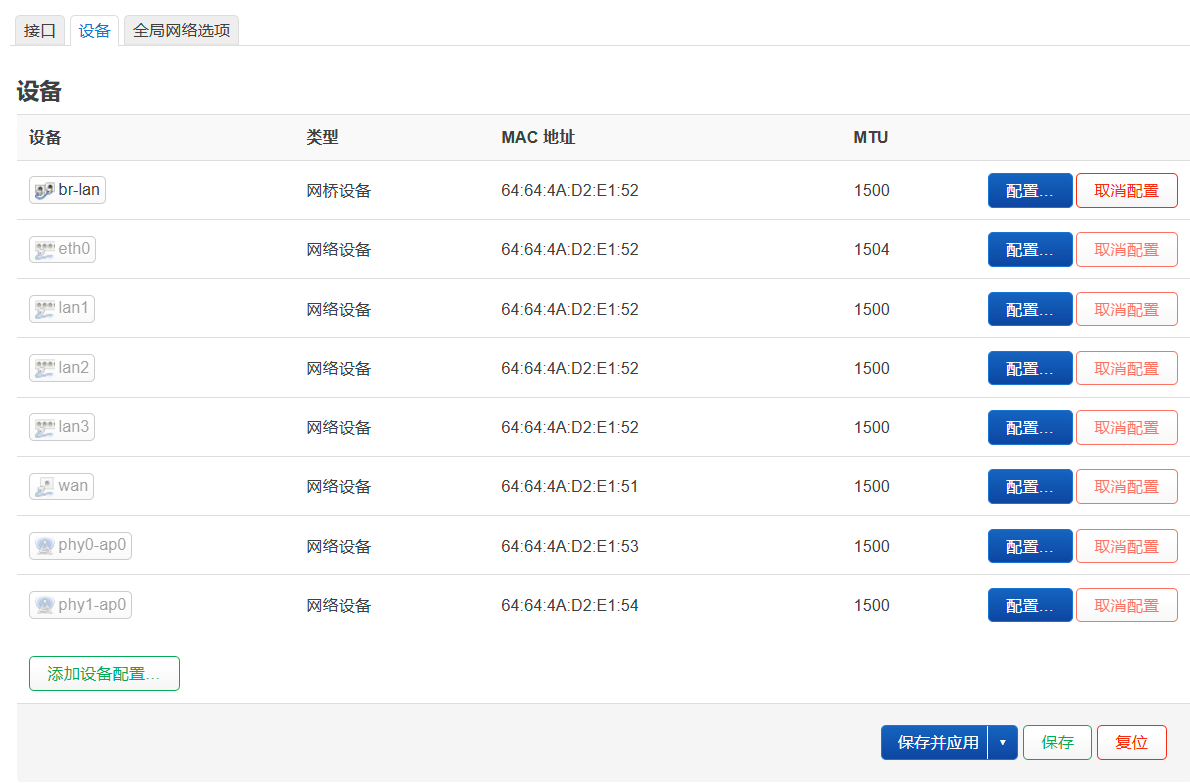 接口 设备 全局网络选项
设备
设备 类型 MAC 地址 MTU
br-lan 网桥设备 64:64:4A:D2:E1:52 1500 配置… 取消配置
eth0 网络设备 64:64:4A:D2:E1:52 1504 配置… 取消配置
lan1 网络设备 64:64:4A:D2:E1:52 1500 配置… 取消配置
lan2 网络设备 64:64:4A:D2:E1:52 1500 配置… 取消配置
lan3 网络设备 64:64:4A:D2:E1:52 1500 配置… 取消配置
wan 网络设备 64:64:4A:D2:E1:51 1500 配置… 取消配置
phy0-ap0 网络设备 64:64:4A:D2:E1:53 1500 配置… 取消配置
phy1-ap0 网络设备 64:64:4A:D2:E1:54 1500 配置… 取消配置
添加设备配置…
保存并应用 保存 复位